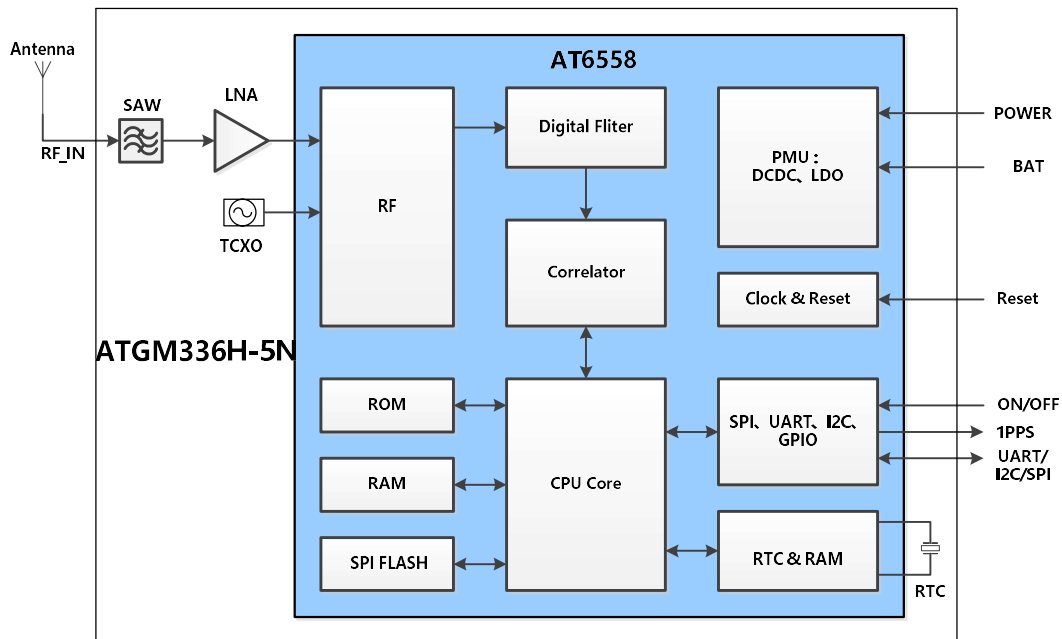 AT6558
Antenna
SAW
LNA
RF_IN
TCXO
RF
Digital Fliter
PMU：
DCDC、LDO
POWER
BAT
Correlator
Clock & Reset
Reset
ATGM336H-5N
ROM
RAM
SPI FLASH
CPU Core
SPI、UART、I2C、
GPIO
ON/OFF
1PPS
UART/
I2C/SPI
RTC & RAM
RTC